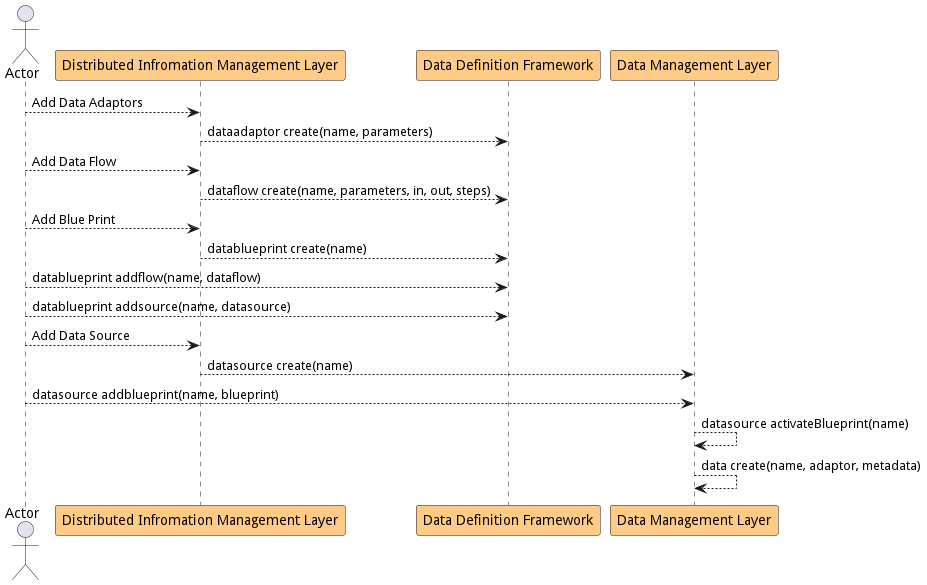 Actor
Distributed Infromation Management Layer
Data Definition Framework
Data Management Layer
Add Data Adaptors
dataadaptor create(name, parameters)
Add Data Flow
dataflow create(name, parameters, in, out, steps)
Add Blue Print
datablueprint create(name)
datablueprint addflow(name, dataflow)
datablueprint addsource(name, datasource)
Add Data Source
datasource create(name)
datasource addblueprint(name, blueprint)
datasource activateBlueprint(name)
data create(name, adaptor, metadata)
Actor
Distributed Infromation Management Layer
Data Definition Framework
Data Management Layer